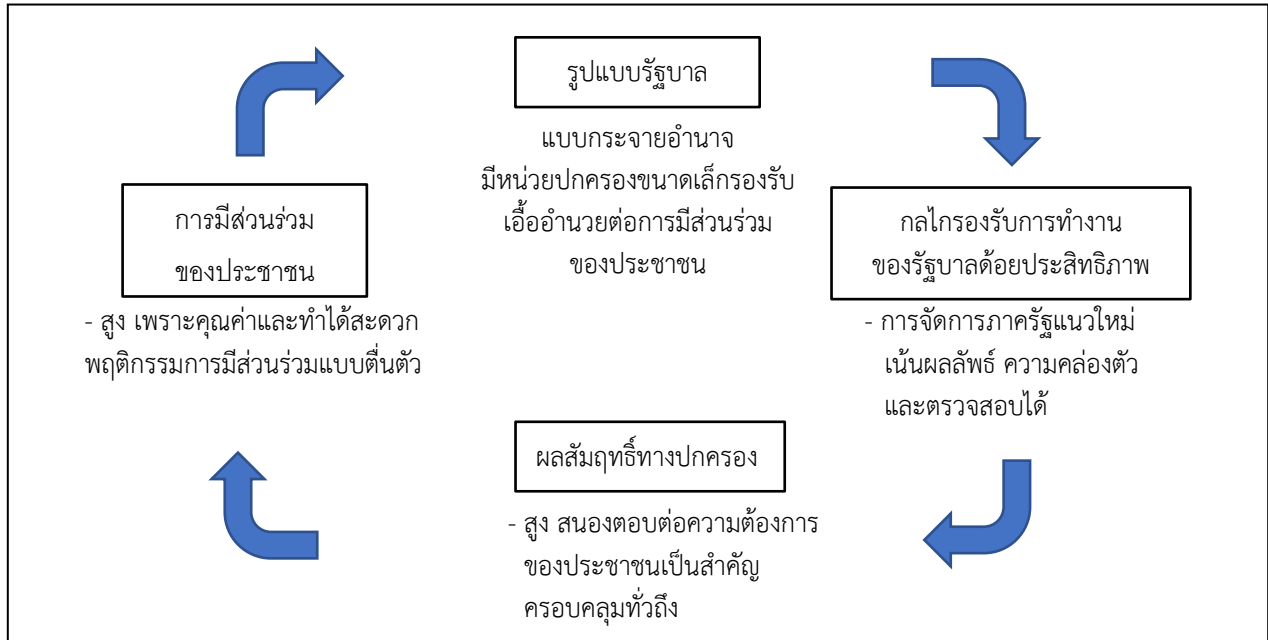 รูปแบบรัฐบาล
แบบกระจายอำนาจ
มีหน่วยปกครองขนาดเล็กรองรับ
เอื้ออำนวยต่อการมีส่วนร่วม
ของประชาชน
กลไกรองรับการทำงาน
ของรัฐบาลด้อยประสิทธิภาพ
- การจัดการภาครัฐแนวใหม่
เน้นผลลัพธ์ ความคล่องตัว
และตรวจสอบได้
ผลสัมฤทธิ์ทางปกครอง
- สูง สนองตอบต่อความต้องการ
ของประชาชนเป็นสำคัญ
ครอบคลุมทั่วถึง
การมีส่วนร่วม
ของประชาชน
- สูง เพราะคุณค่าและทำได้สะดวก
พฤติกรรมการมีส่วนร่วมแบบตื่นตัว